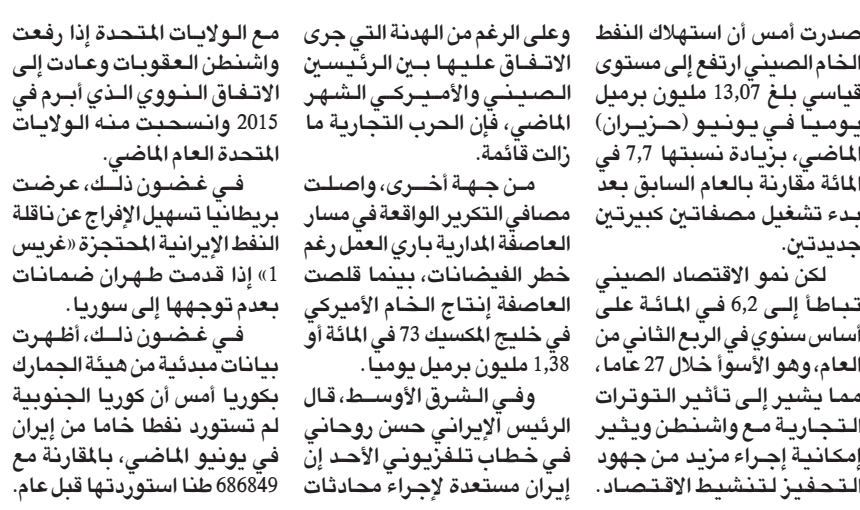 صدرت أمس أن استهلاك النفط
الخام الصيني ارتفع إلى مستوى
قياسي بلغ 13,07 مليون برميل
يوميا في يونيو (حزيران)
الماضي، بزيادة نسبتها 7,7 في
المائة مقارنة بالعام السابق بعد
بدء تشغيل مصفاتين كبيرتين
جديدتين.
لكن نمو الاقتصاد الصيني
تباطأ إلى 6,2 في المائة على
أساس سنوي في الربع الثاني من
العام، وهو الأسوأ خلال 27 عاما،
مما يشير إلى تأثير التوترات
التجارية مع واشنطن ويثير
إمكانية إجراء مزيد من جهود
التحفيز لتنشيط الاقتصاد.
وعلى الرغم من الهدنة التي جرى
الاتفاق عليها بين الرئيسين
الصيني والأميركي الشهر
الماضي، فإن الحرب التجارية ما
زالت قائمة.
من جهة أخرى، واصلت
مصافي التكرير الواقعة في مسار
العاصفة المدارية باري العمل رغم
خطر الفيضانات، بينما قلصت
العاصفة إنتاج الخام الأميركي
في خليج المكسيك 73 في المائة أو
1,38 مليون برميل يوميا.
وفي الشرق الأوسط، قال
الرئيس الإيراني حسن روحاني
في خطاب تلفزيوني الأحد إن
إيران مستعدة لإجراء محادثات
مع الولايات المتحدة إذا رفعت
واشنطن العقوبات وعادت إلى
الاتفاق النووي الذي أبرم في
2015 وانسحبت منه الولايات
المتحدة العام الماضي.
في غضون ذلك، عرضت
بريطانيا تسهيل الإفراج عن ناقلة
النفط الإيرانية المحتجزة «غريس
1» إذا قدمت طهران ضمانات
بعدم توجهها إلى سوريا.
في غضون ذلك، أظهرت
بيانات مبدئية من هيئة الجمارك
بكوريا أمس أن كوريا الجنوبية
لم تستورد نفطا خاما من إيران
في يونيو الماضي، بالمقارنة مع
686849 طنا استوردتها قبل عام.